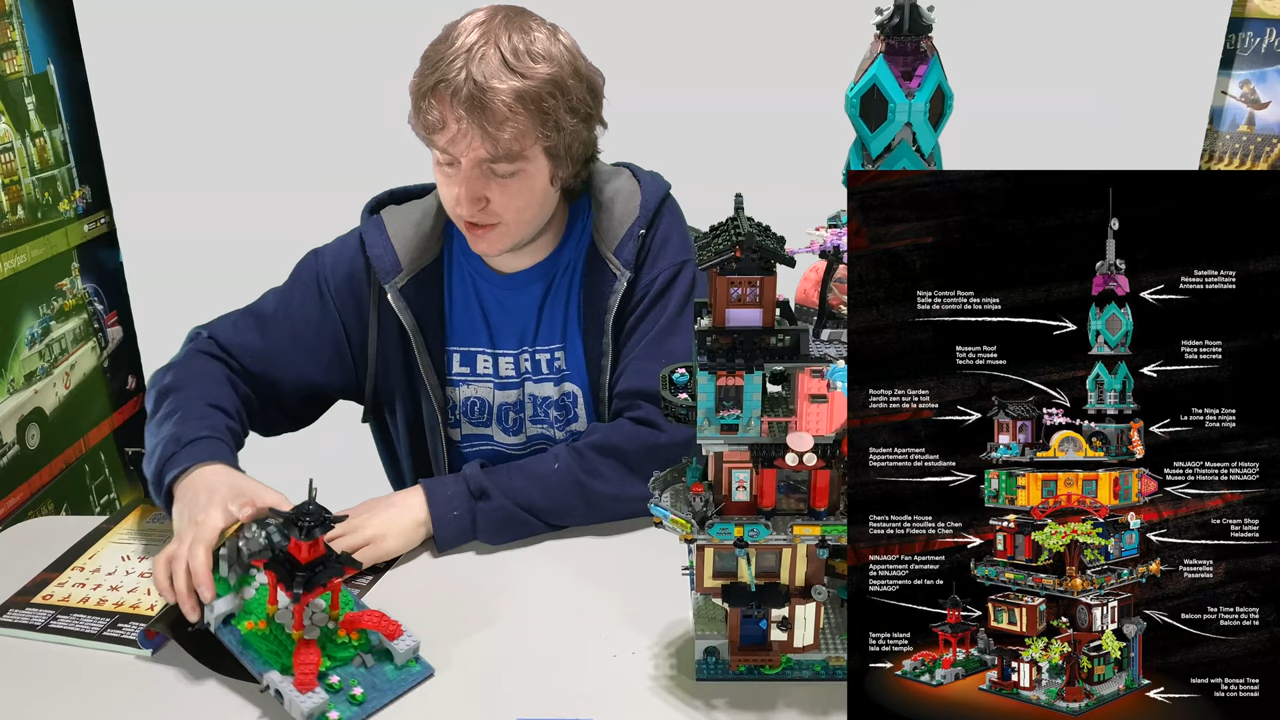 pcs/pzs
ALBERTA
ROCKS
Satellite Array
Réseau satellitaire
Antenas satelitales
Ninja Control Room
Salle de contrôle des ninjas
Sala de control de los ninjas
Hidden Room
Pièce secrète
Sala secreta
Museum Roof
Toit du musée
Techo del museo
Rooftop Zen Garden
Jardin zen sur le toit
Jardín zen de la azotea
The Ninja Zone
La zone des ninjas
Zona ninja
Student Apartment
Appartement d'étudiant
Departamento del estudiante
NINJAGO® Museum of History
Musée de l'histoire de NINJAGO®
Museo de Historia de NINJAGO®
Chen's Noodle House
Restaurant de nouilles de Chen
Casa de los Fideos de Chen
Ice Cream Shop
Bar laitier
Heladería
NINJAGO® Fan Apartment
Appartement d'amateur
de NINJAGO®
Departamento del fan de
NINJAGO®
Walkways
Passerelles
Pasarelas
Tea Time Balcony
Balcon pour l'heure du thé
Balcón del té
Temple Island
Île du temple
Isla del templo
Island with Bonsai Tree
Île du bonsaï
Isla con bonsái